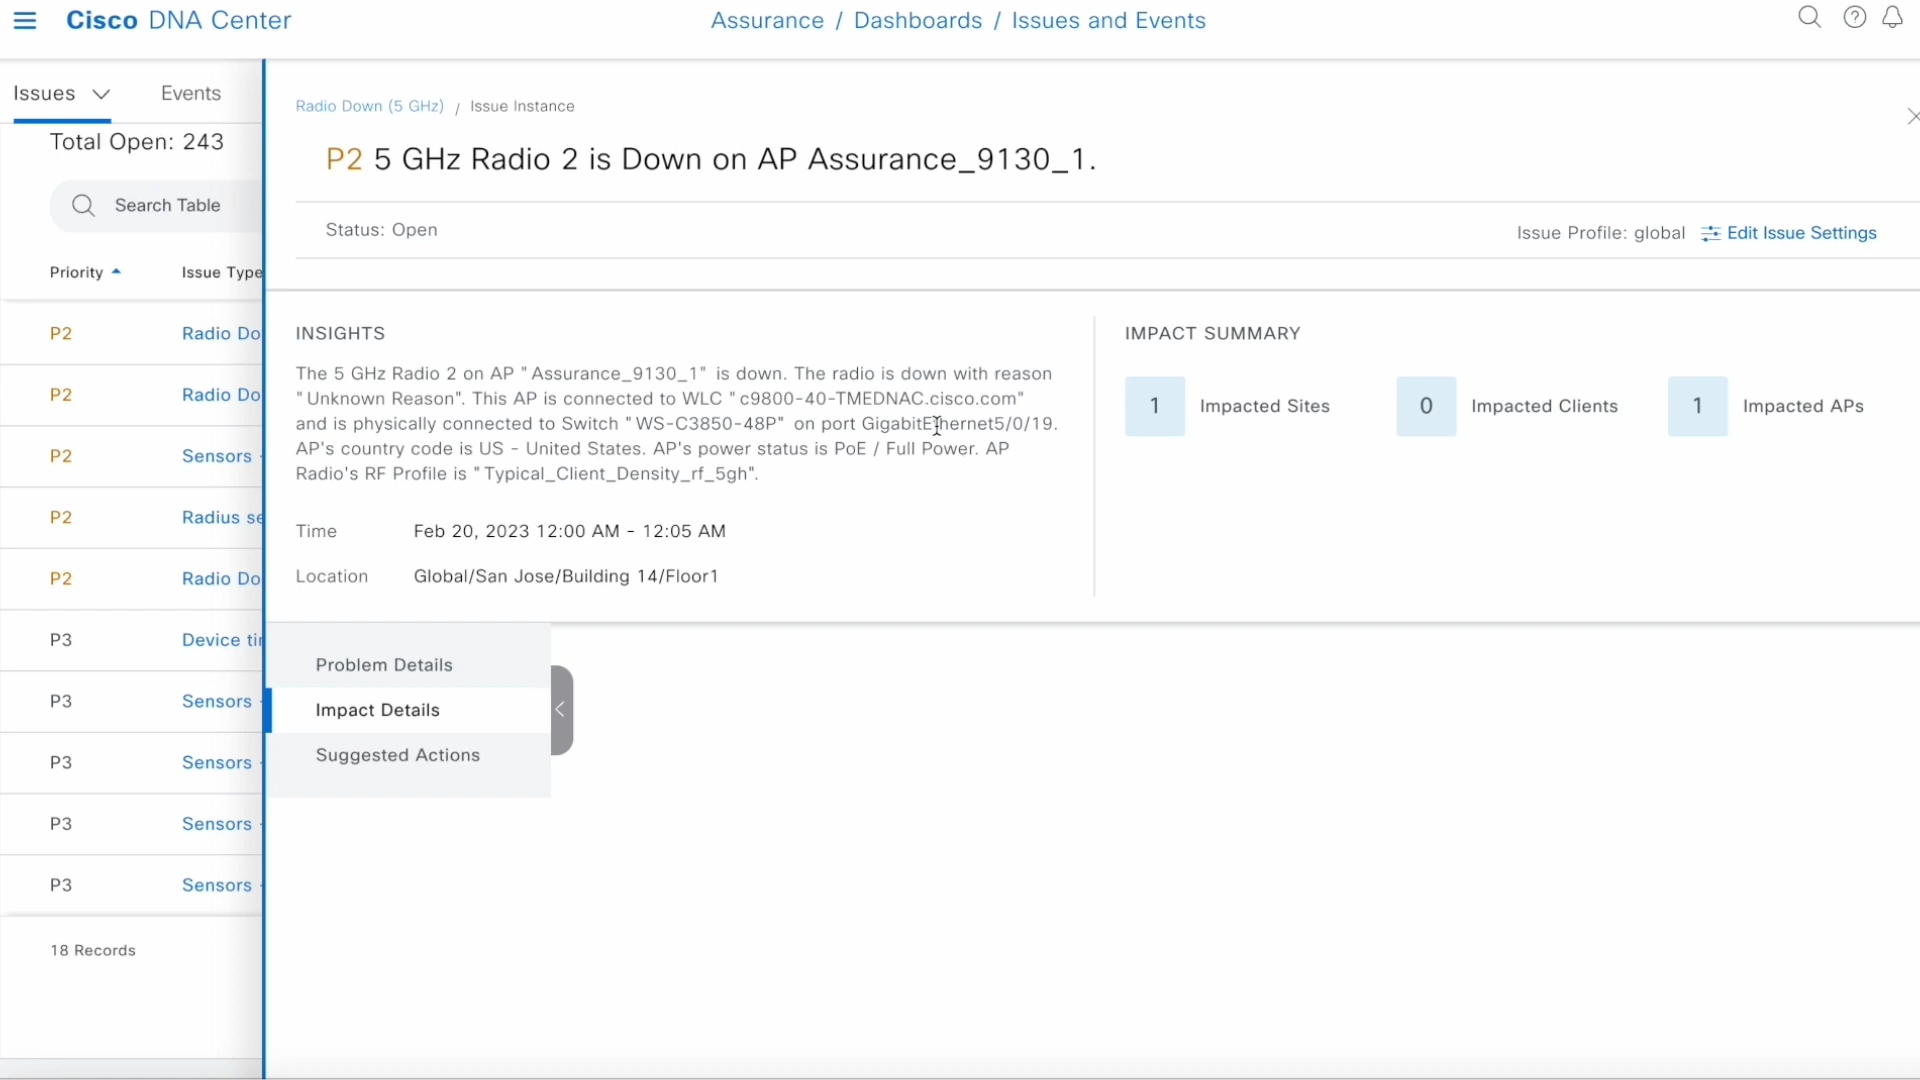 Cisco DNA Center
Assurance / Dashboards / Issues and Events
Issues
Events
Total Open: 243
Search Table
Priority
Issue Type
P2
Radio Do
P2
Radio Do
P2
Sensors -
P2
Radius se
P2
Radio Do
P3
Device tir
P3
Sensors -
P3
Sensors -
P3
Sensors -
P3
Sensors -
18 Records
Radio Down (5 GHz) / Issue Instance
P2 5 GHz Radio 2 is Down on AP Assurance_9130_1.
Status: Open
Issue Profile: global
Edit Issue Settings
INSIGHTS
The 5 GHz Radio 2 on AP "Assurance_9130_1" is down. The radio is down with reason
"Unknown Reason". This AP is connected to WLC "c9800-40-TMEDNAC.cisco.com"
and is physically connected to Switch "WS-C3850-48P" on port GigabitEthernet5/0/19.
AP's country code is US - United States. AP's power status is PoE / Full Power. AP
Radio's RF Profile is "Typical_Client_Density_rf_5gh".
Time
Feb 20, 2023 12:00 AM - 12:05 AM
Location
Global/San Jose/Building 14/Floor1
IMPACT SUMMARY
1
Impacted Sites
0
Impacted Clients
1
Impacted APs
Problem Details
Impact Details
Suggested Actions